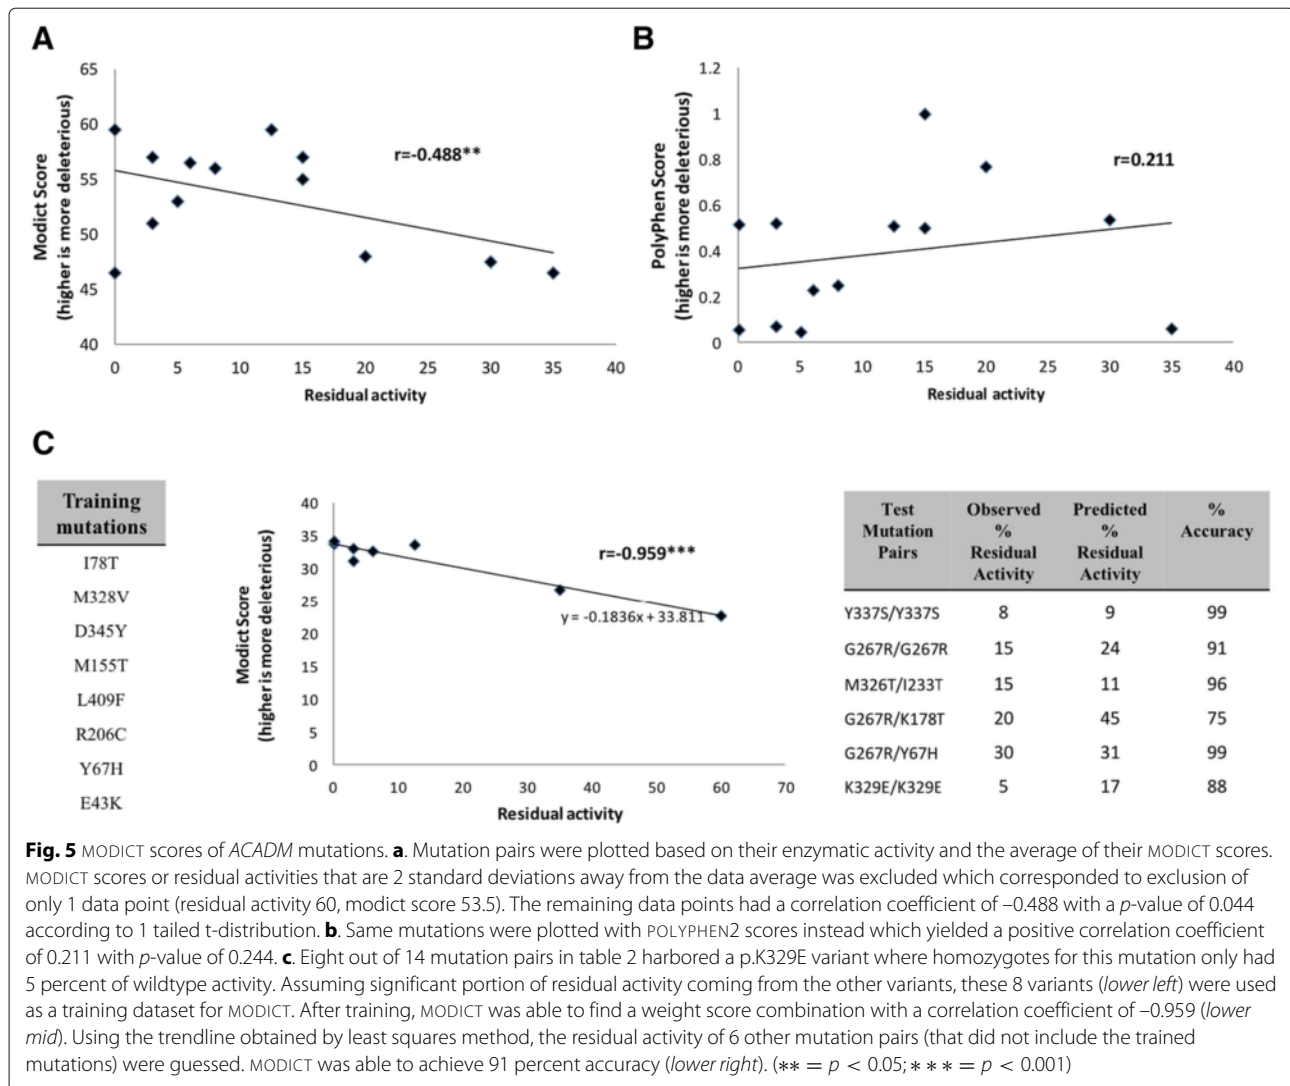 A
65
60
55
50
45
40
0 5 10 15 20 25 30 35 40
Modict Score
(higher is more deleterious)
r=-0.488**
Residual activity
B
1.2
1
0.8
0.6
0.4
0.2
0
0 5 10 15 20 25 30 35 40
PolyPhen Score
(higher is more deleterious)
r=0.211
Residual activity
C
Training
mutations
I78T
M328V
D345Y
M155T
L409F
R206C
Y67H
E43K
40
35
30
25
20
15
10
5
0
0 10 20 30 40 50 60 70
Modict Score
(higher is more deleterious)
r=-0.959***
y = -0.1836x + 33.811
Residual activity
Test Mutation Pairs Observed % Residual Activity Predicted % Residual Activity % Accuracy
Y337S/Y337S 8 9 99
G267R/G267R 15 24 91
M326T/I233T 15 11 96
G267R/K178T 20 45 75
G267R/Y67H 30 31 99
K329E/K329E 5 17 88
Fig. 5 MODICT scores of ACADM mutations. a. Mutation pairs were plotted based on their enzymatic activity and the average of their MODICT scores.
MODICT scores or residual activities that are 2 standard deviations away from the data average was excluded which corresponded to exclusion of
only 1 data point (residual activity 60, modict score 53.5). The remaining data points had a correlation coefficient of –0.488 with a p-value of 0.044
according to 1 tailed t-distribution. b. Same mutations were plotted with POLYPHEN2 scores instead which yielded a positive correlation coefficient
of 0.211 with p-value of 0.244. c. Eight out of 14 mutation pairs in table 2 harbored a p.K329E variant where homozygotes for this mutation only had
5 percent of wildtype activity. Assuming significant portion of residual activity coming from the other variants, these 8 variants (lower left) were used
as a training dataset for MODICT. After training, MODICT was able to find a weight score combination with a correlation coefficient of –0.959 (lower
mid). Using the trendline obtained by least squares method, the residual activity of 6 other mutation pairs (that did not include the trained
mutations) were guessed. MODICT was able to achieve 91 percent accuracy (lower right). (∗∗ = p < 0.05; ∗ ∗ ∗ = p < 0.001)